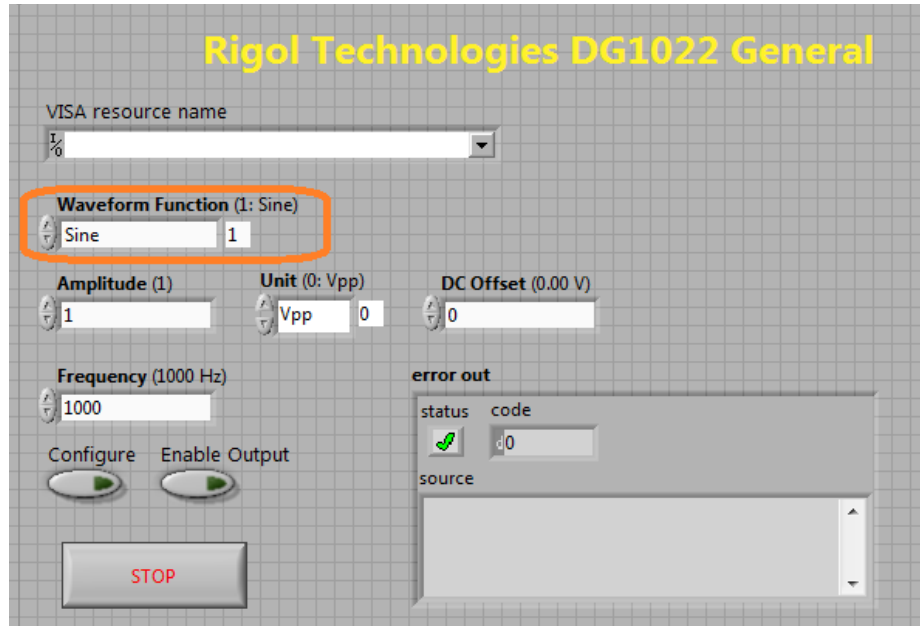 Rigol Technologies DG1022 General
VISA resource name
I/O
Waveform Function (1: Sine)
Sine 1
Amplitude (1) Unit (0: Vpp) DC Offset (0.00 V)
1 Vpp 0 0
Frequency (1000 Hz) error out
1000 status code
d0
Configure Enable Output
source
STOP